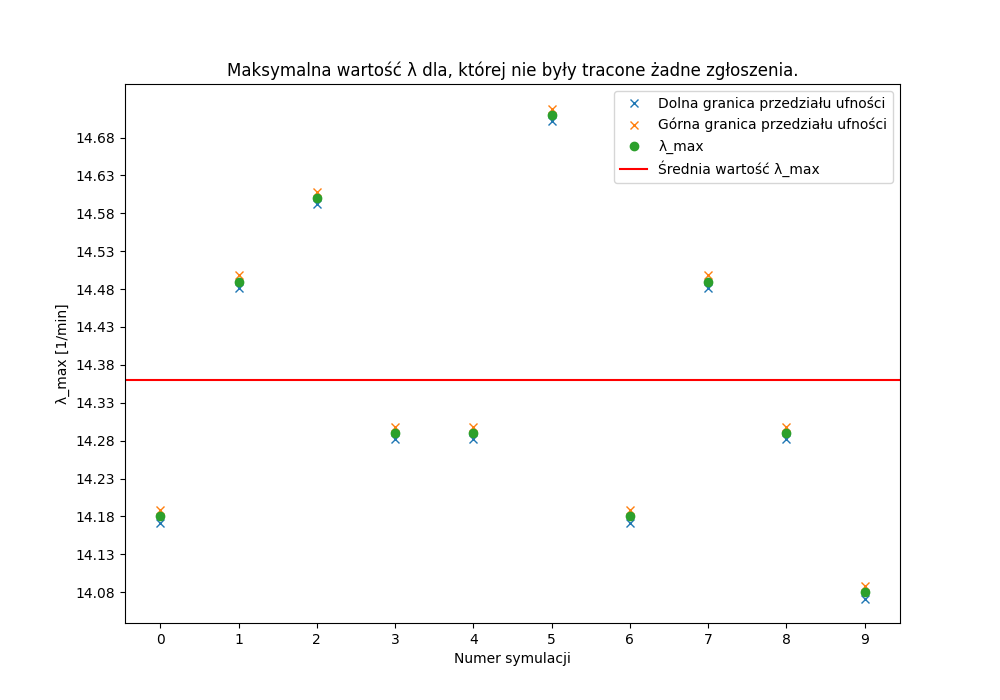 Maksymalna wartość λ dla, której nie były tracone żadne zgłoszenia.
Dolna granica przedziału ufności
Górna granica przedziału ufności
λ_max
Średnia wartość λ_max
λ_max [1/min]
14.68
14.63
14.58
14.53
14.48
14.43
14.38
14.33
14.28
14.23
14.18
14.13
14.08
0 1 2 3 4 5 6 7 8 9
Numer symulacji